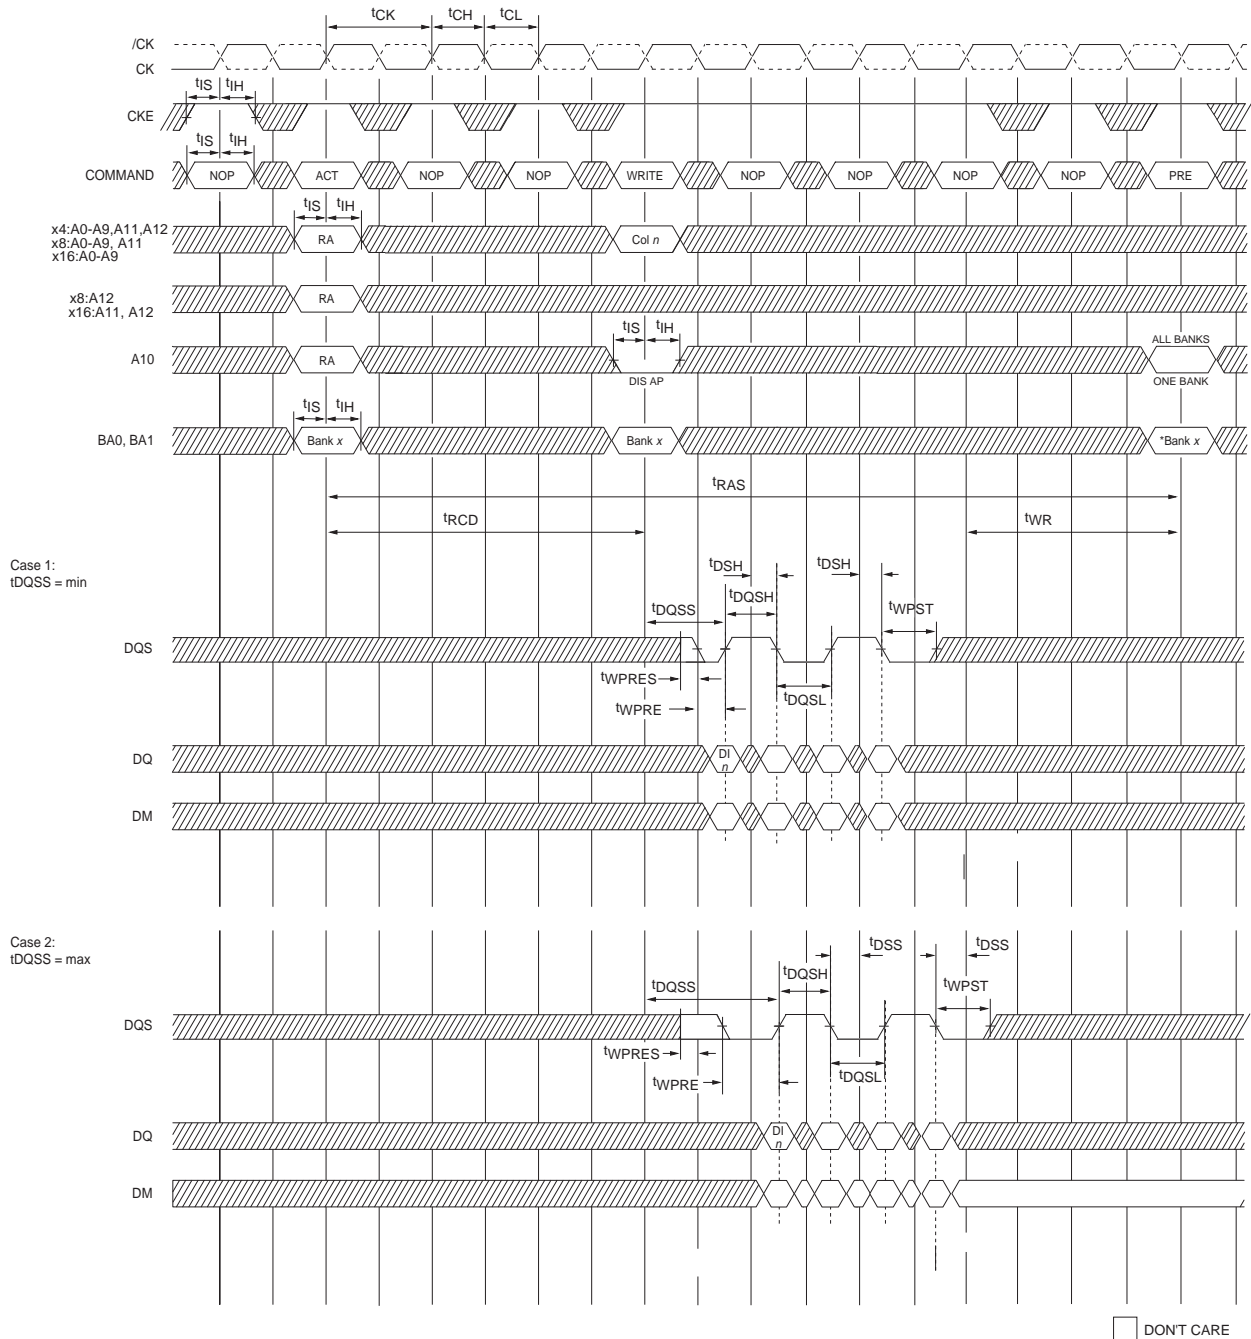 tCK tCH tCL
/CK
CK
tIS tIH
CKE
tIS tIH
COMMAND NOP ACT NOP NOP WRITE NOP NOP NOP NOP PRE
tIS tIH
x4:A0-A9,A11,A12
x8:A0-A9, A11
x16:A0-A9
RA Col n
x8:A12
x16:A11, A12
RA
tIS tIH
ALL BANKS
A10 RA
DIS AP ONE BANK
tIS tIH
BA0, BA1 Bank x Bank x *Bank x
tRAS
tRCD tWR
Case 1:
tDQSS = min
tDSH tDSH
tDQSH
tDQSS tWPST
DQS
tWPRES
tDQSL
tWPRE
DQ DI
n
DM
Case 2:
tDQSS = max
tDSS tDSS
tDQSH
tDQSS tWPST
DQS
tWPRES
tDQSL
tWPRE
DQ DI
n
DM
DON'T CARE